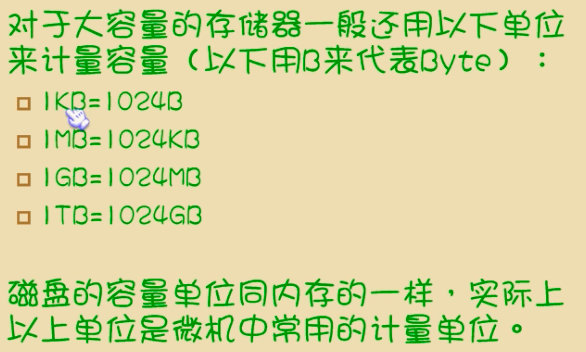 对于大容量的存储器一般还用以下单位
来计量容量（以下用B来代表Byte）：
1KB=1024B
1MB=1024KB
1GB=1024MB
1TB=1024GB
磁盘的容量单位同内存的一样，实际上
以上单位是微机中常用的计量单位。